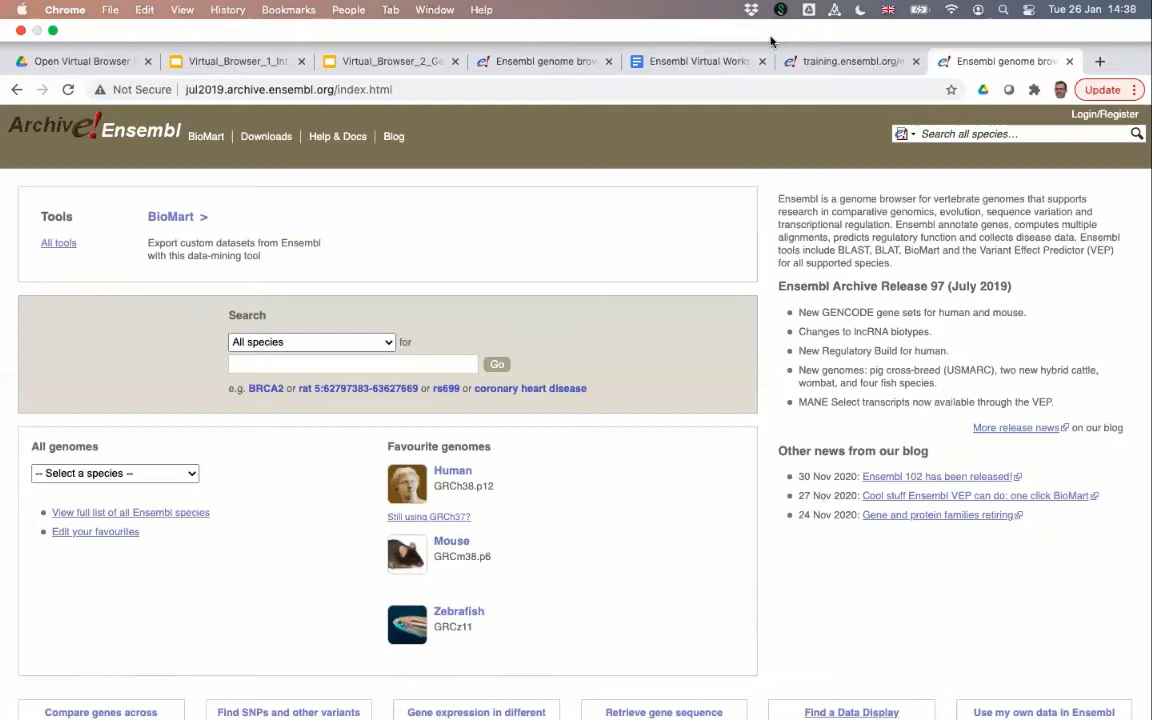 Chrome File Edit View History Bookmarks People Tab Window Help Tue 26 Jan 14:38
Open Virtual Browser Virtual_Browser_1_Int Virtual_Browser_2_Ge Ensembl genome brow Ensembl Virtual Works training.ensembl.org/e Ensembl genome brow
Not Secure jul2019.archive.ensembl.org/index.html Update
Login/Register
Archive! Ensembl BioMart | Downloads | Help & Docs | Blog
Search all species...
Tools BioMart >
All tools Export custom datasets from Ensembl
with this data-mining tool
Search
All species for
Go
e.g. BRCA2 or rat 5:62797383-63627669 or rs699 or coronary heart disease
All genomes
-- Select a species --
View full list of all Ensembl species
Edit your favourites
Favourite genomes
Human
GRCh38.p12
Still using GRCh37?
Mouse
GRCm38.p6
Zebrafish
GRCz11
Ensembl is a genome browser for vertebrate genomes that supports
research in comparative genomics, evolution, sequence variation and
transcriptional regulation. Ensembl annotate genes, computes multiple
alignments, predicts regulatory function and collects disease data. Ensembl
tools include BLAST, BLAT, BioMart and the Variant Effect Predictor (VEP)
for all supported species.
Ensembl Archive Release 97 (July 2019)
New GENCODE gene sets for human and mouse.
Changes to lncRNA biotypes.
New Regulatory Build for human.
New genomes: pig cross-breed (USMARC), two new hybrid cattle,
wombat, and four fish species.
MANE Select transcripts now available through the VEP.
More release news on our blog
Other news from our blog
30 Nov 2020: Ensembl 102 has been released!
27 Nov 2020: Cool stuff Ensembl VEP can do: one click BioMart
24 Nov 2020: Gene and protein families retiring
Compare genes across Find SNPs and other variants Gene expression in different Retrieve gene sequence Find a Data Display Use my own data in Ensembl